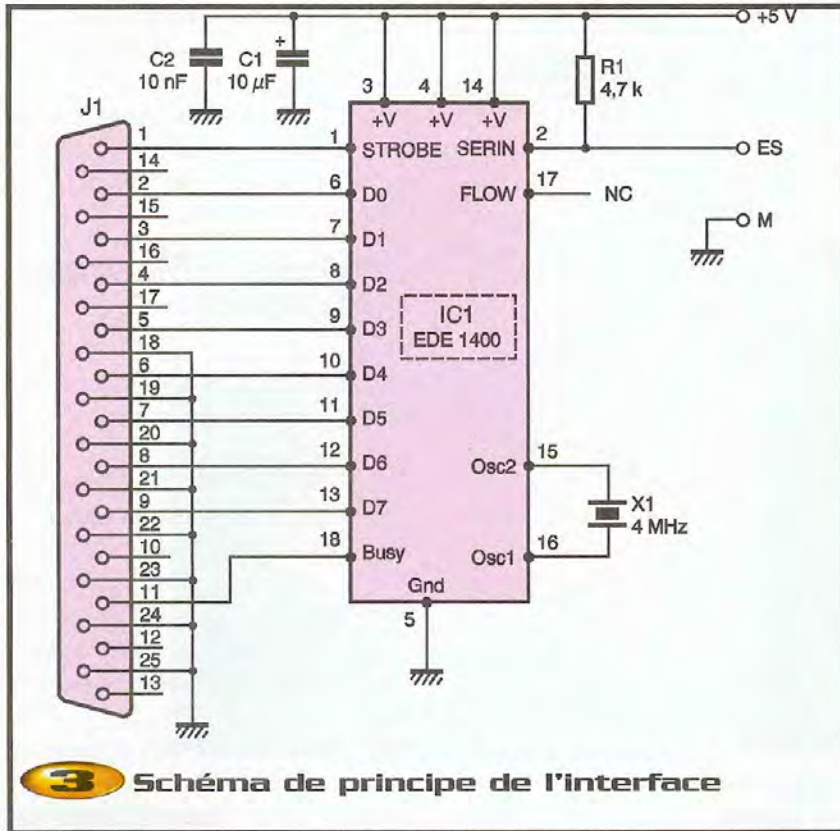 +5 V
C2
10 nF
C1
+
10 µF
R1
4,7 k
J1
3
4
14
+V
+V
+V
1
1
STROBE
SERIN
2
ES
14
2
6
D0
FLOW
17
NC
15
3
7
D1
M
16
4
8
D2
17
5
9
D3
IC1
EDE 1400
18
6
10
D4
19
7
11
D5
20
8
12
D6
Osc2
15
21
9
13
D7
X1
4 MHz
22
10
18
Busy
Osc1
16
23
11
Gnd
24
5
12
25
13
3 Schéma de principe de l'interface